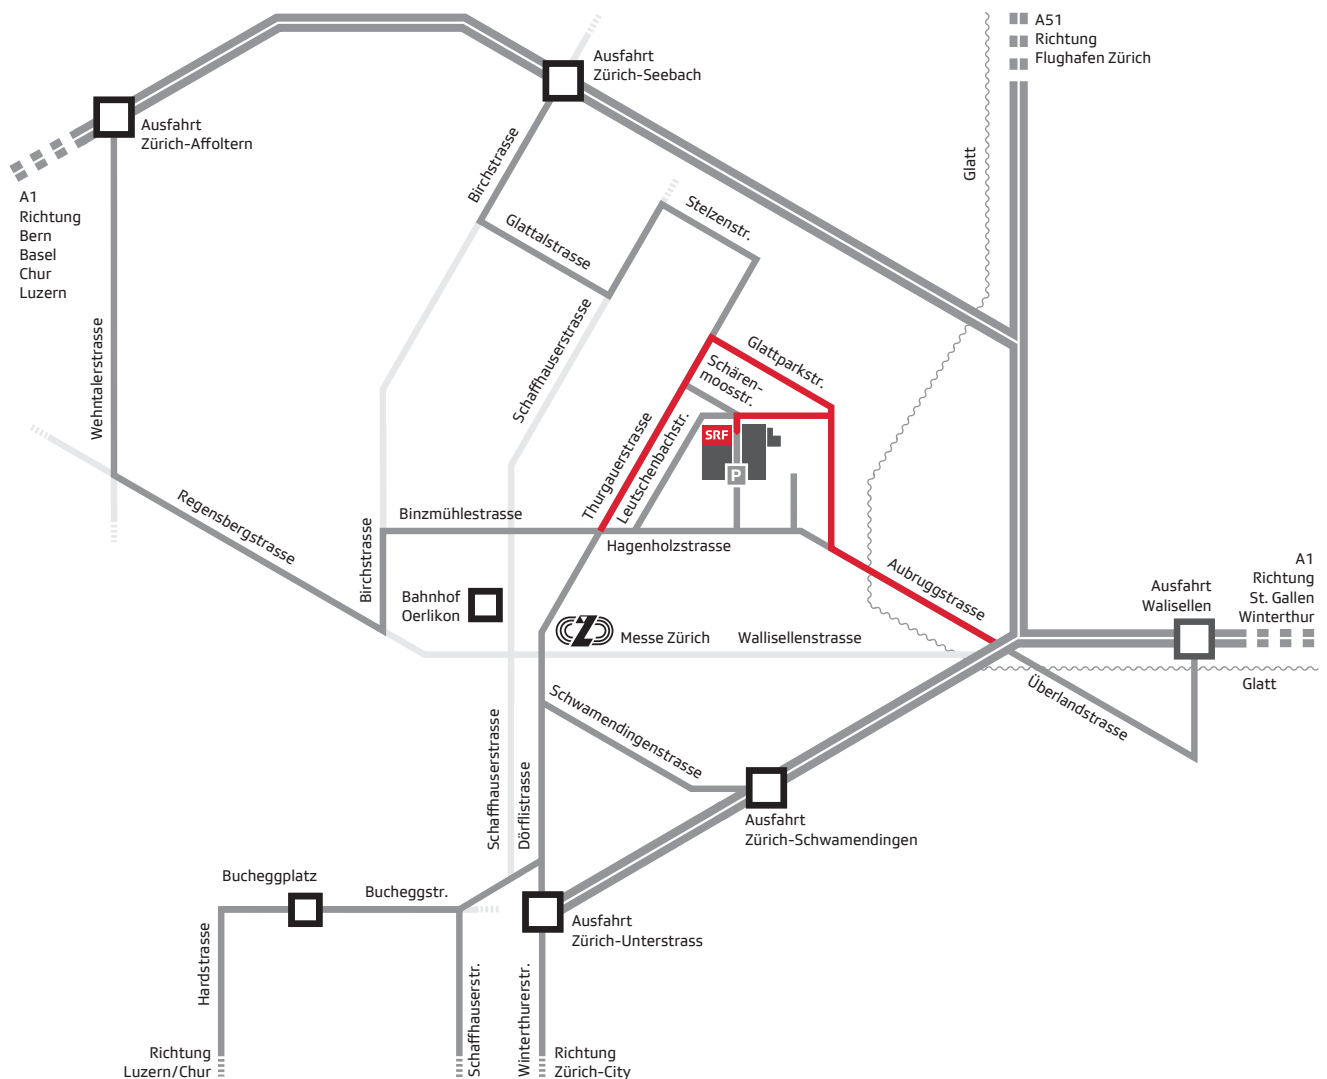 A51
Richtung
Flughafen Zürich
Ausfahrt
Zürich-Seebach
Ausfahrt
Zürich-Affoltern
A1
Richtung
Bern
Basel
Chur
Luzern
Birchstrasse
Glatt
Stelzenstr.
Glattalstrasse
Wehntalerstrasse
Schaffhauserstrasse
Glattparkstr.
Schären-
moosstr.
Thurgauerstrasse
Leutschenbachstr.
SRF
P
Regensbergstrasse
Binzmühlestrasse
Hagenholzstrasse
Birchstrasse
Bahnhof
Oerlikon
Aubruggstrasse
Ausfahrt
Walisellen
A1
Richtung
St. Gallen
Winterthur
Z
Messe Zürich
Wallisellenstrasse
Glatt
Überlandstrasse
Schwamendingenstrasse
Schaffhauserstrasse
Dörflistrasse
Ausfahrt
Zürich-Schwamendingen
Bucheggplatz
Bucheggstr.
Ausfahrt
Zürich-Unterstrass
Hardstrasse
Schaffhauserstr.
Winterthurerstr.
Richtung
Luzern/Chur
Richtung
Zürich-City